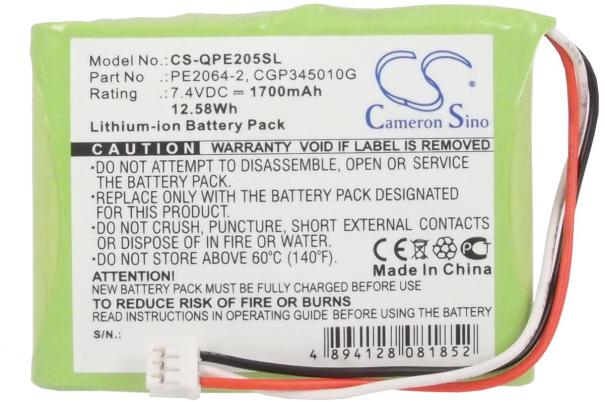 Model No.: CS-QPE205SL
Part No : PE2064-2, CGP345010G
Rating : 7.4VDC ⎓ 1700mAh
12.58Wh
Lithium-ion Battery Pack
CS
Cameron Sino
CAUTION WARRANTY VOID IF LABEL IS REMOVED
•DO NOT ATTEMPT TO DISASSEMBLE, OPEN OR SERVICE
THE BATTERY PACK.
•REPLACE ONLY WITH THE BATTERY PACK DESIGNATED
FOR THIS PRODUCT.
•DO NOT CRUSH, PUNCTURE, SHORT EXTERNAL CONTACTS
OR DISPOSE OF IN FIRE OR WATER.
•DO NOT STORE ABOVE 60°C (140°F).
CE
Made In China
ATTENTION!
NEW BATTERY PACK MUST BE FULLY CHARGED BEFORE USING
TO REDUCE RISK OF FIRE OR BURNS
READ INSTRUCTIONS IN OPERATING GUIDE BEFORE USING THE BATTERY
S/N.:
4 894128 081852